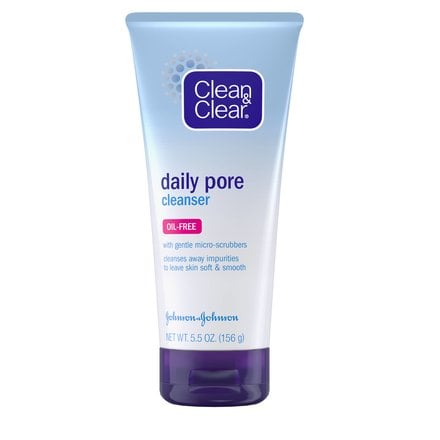 Clean &
Clear®
daily pore
cleanser
OIL-FREE
with gentle micro-scrubbers
cleanses away impurities
to leave skin soft & smooth
Johnson & Johnson
NET WT. 5.5 OZ. (156 g)